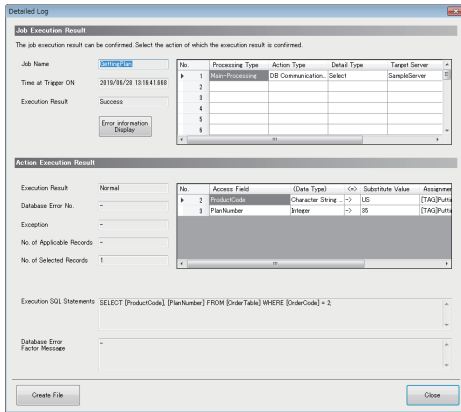 Detailed Log
Job Execution Result
The job execution result can be confirmed. Select the action of which the execution result is confirmed.
Job Name GettingPlan
Time at Trigger ON 2019/06/28 13:16:41.668
Execution Result Success
Error information
Display
No. Processing Type Action Type Detail Type Target Server
1 Main-Processing DB Communication... Select SampleServer
2
3
4
5
6
Action Execution Result
Execution Result Normal
Database Error No. -
Exception -
No. of Applicable Records -
No. of Selected Records 1
No. Access Field (Data Type) <=> Substitute Value Assignme
2 ProductCode Character String ... -> US [TAG]Putti
3 PlanNumber Integer -> 35 [TAG]Putti
Execution SQL Statements SELECT [ProductCode], [PlanNumber] FROM [OrderTable] WHERE [OrderCode] = 2;
Database Error
Factor Message
-
Create File
Close